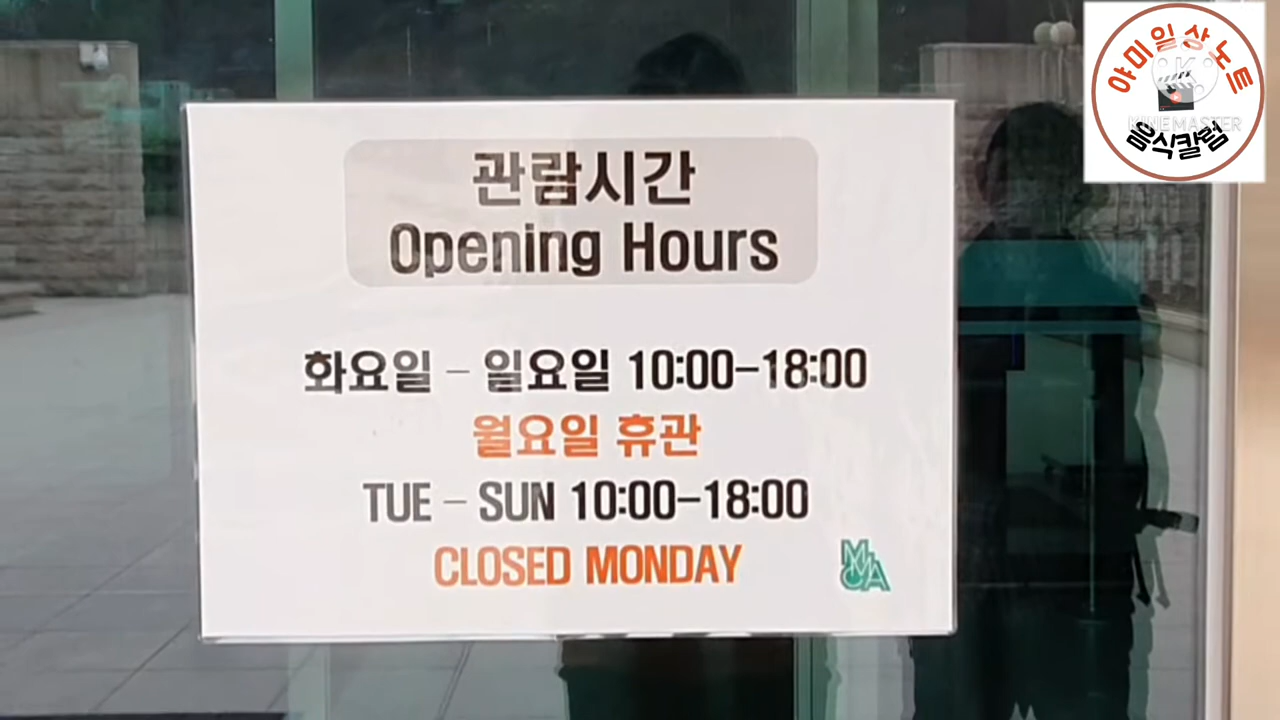 관람시간
Opening Hours
화요일 – 일요일 10:00–18:00
월요일 휴관
TUE – SUN 10:00–18:00
CLOSED MONDAY
MMCA
야미일상노트
KINEMASTER
음식칼럼